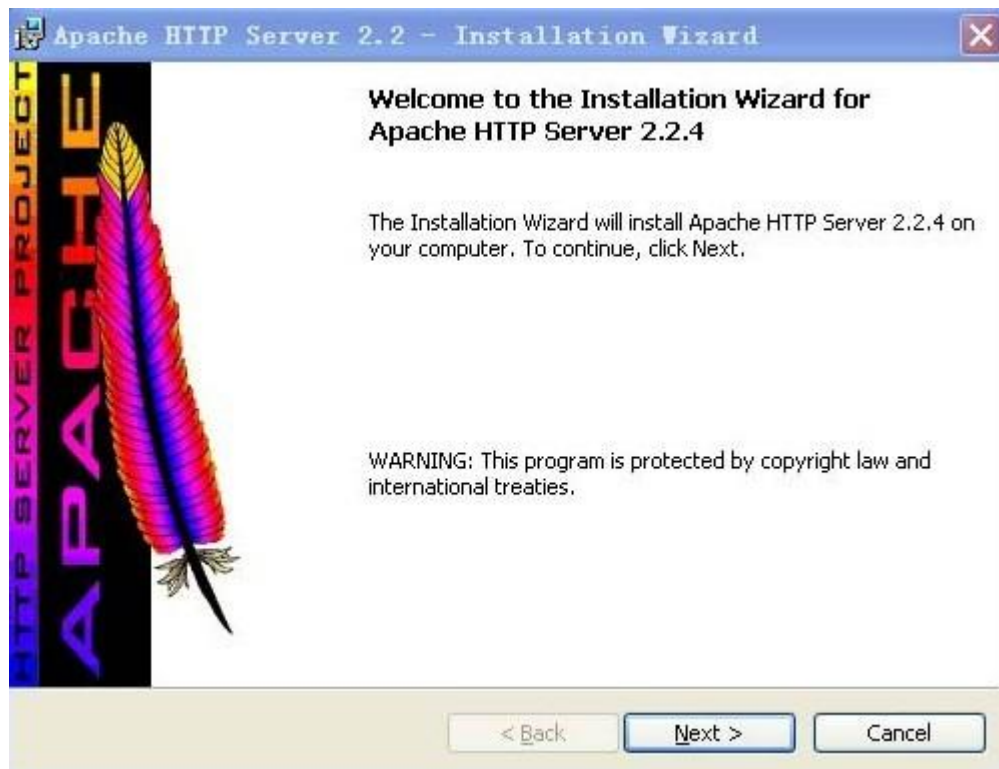 Apache HTTP Server 2.2 - Installation Wizard
HTTP SERVER PROJECT
APACHE
Welcome to the Installation Wizard for
Apache HTTP Server 2.2.4
The Installation Wizard will install Apache HTTP Server 2.2.4 on
your computer. To continue, click Next.
WARNING: This program is protected by copyright law and
international treaties.
< Back
Next >
Cancel